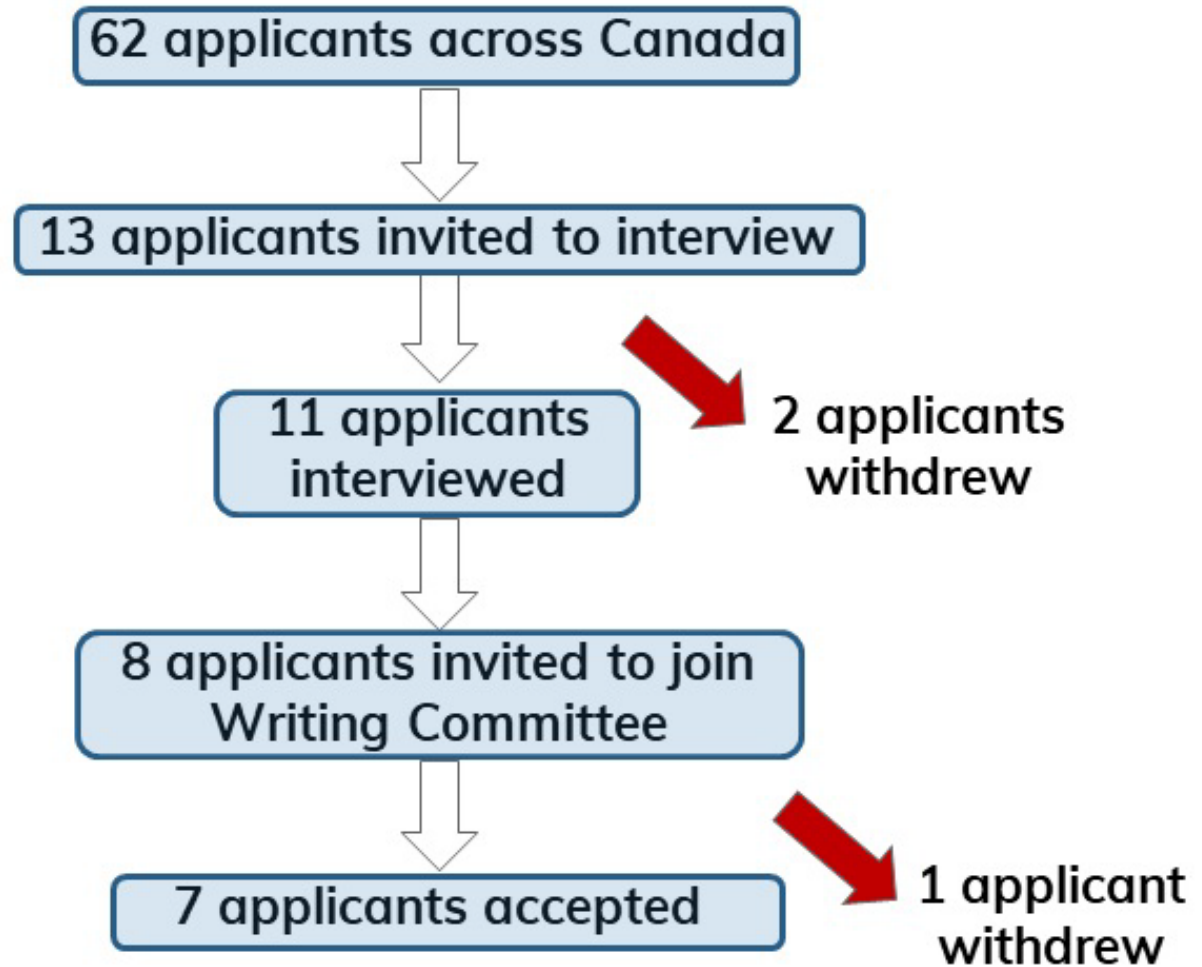 62 applicants across Canada
13 applicants invited to interview
11 applicants
interviewed
2 applicants
withdrew
8 applicants invited to join
Writing Committee
7 applicants accepted
1 applicant
withdrew